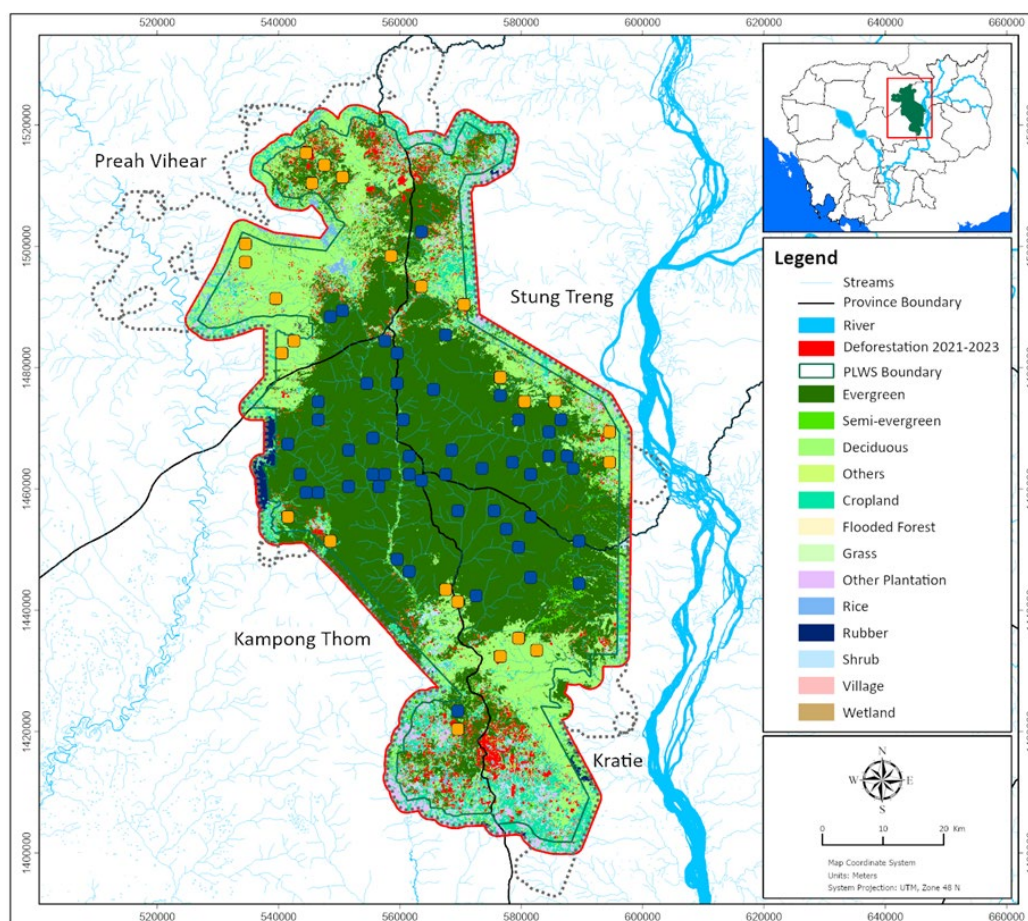 520000 540000 560000 580000 600000 620000 640000 660000
1520000
1500000
1480000
1460000
1440000
1420000
1400000
Preah Vihear
Stung Treng
Kampong Thom
Kratie
Legend
Streams
Province Boundary
River
Deforestation 2021-2023
PLWS Boundary
Evergreen
Semi-evergreen
Deciduous
Others
Cropland
Flooded Forest
Grass
Other Plantation
Rice
Rubber
Shrub
Village
Wetland
N
W E
S
0 10 20 Km
Map Coordinate System
Units: Meters
System Projection: UTM, Zone 48 N
520000 540000 560000 580000 600000 620000 640000 660000